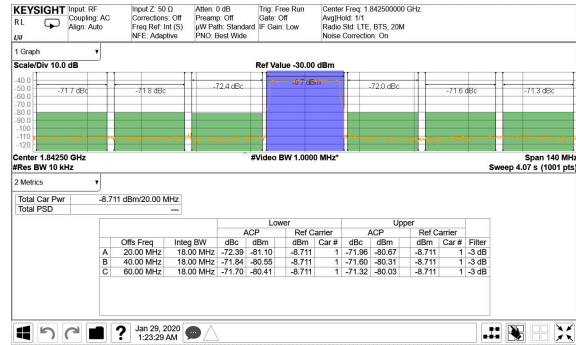 KEYSIGHT Input: RF Input Z: 50 Ω Atten: 0 dB Trig: Free Run Center Freq: 1.842500000 GHz
R L Coupling: AC Corrections: Off Preamp: Off Gate: Off Avg|Hold: 1/1
Align: Auto Freq Ref: Int (S) µW Path: Standard IF Gain: Low Radio Std: LTE, BTS, 20M
LXI NFE: Adaptive PNO: Best Wide Noise Correction: On
1 Graph
Scale/Div 10.0 dB Ref Value -30.00 dBm
-40.0
-50.0
-60.0
-70.0
-80.0
-90.0
-100
-110
-120
-71.7 dBc -71.8 dBc -72.4 dBc -8.7 dBm -72.0 dBc -71.6 dBc -71.3 dBc
Center 1.84250 GHz #Video BW 1.0000 MHz* Span 140 MHz
#Res BW 10 kHz Sweep 4.07 s (1001 pts)
2 Metrics
Total Car Pwr -8.711 dBm/20.00 MHz
Total PSD ---
Lower Upper
ACP Ref Carrier ACP Ref Carrier
Offs Freq Integ BW dBc dBm dBm Car # dBc dBm dBm Car # Filter
A 20.00 MHz 18.00 MHz -72.39 -81.10 -8.711 1 -71.96 -80.67 -8.711 1 -3 dB
B 40.00 MHz 18.00 MHz -71.84 -80.55 -8.711 1 -71.60 -80.31 -8.711 1 -3 dB
C 60.00 MHz 18.00 MHz -71.70 -80.41 -8.711 1 -71.32 -80.03 -8.711 1 -3 dB
? Jan 29, 2020
1:23:29 AM